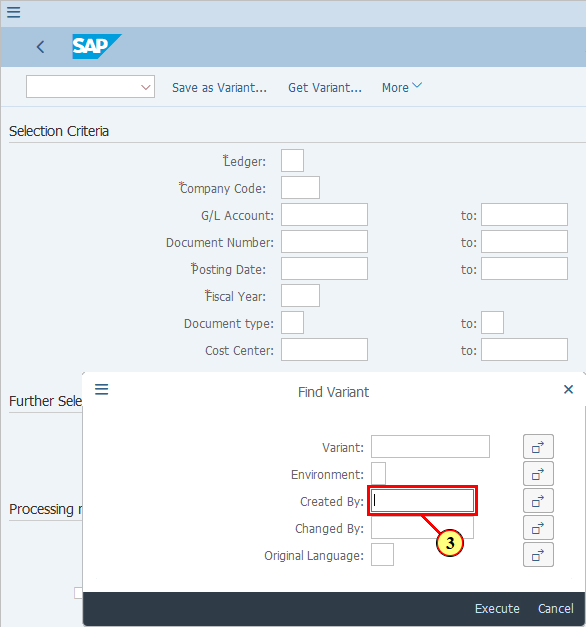 SAP
Save as Variant... Get Variant... More
Selection Criteria
*Ledger:
*Company Code:
G/L Account: to:
Document Number: to:
*Posting Date: to:
*Fiscal Year:
Document type: to:
Cost Center: to:
Find Variant
Further Sele
Variant:
Environment:
Created By:
Processing
Changed By:
3
Original Language:
Execute Cancel